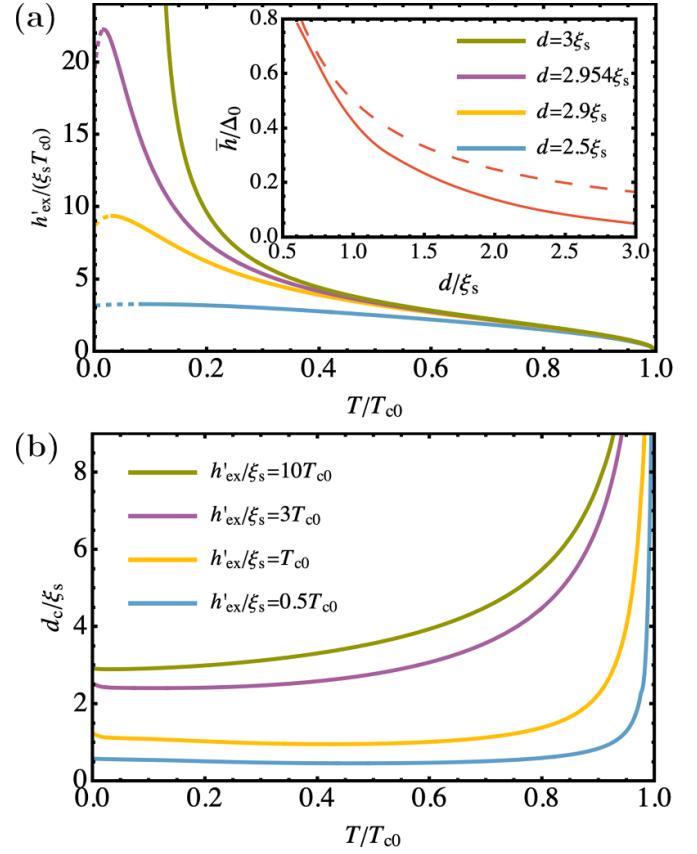 (a)
h'ex/(ξsTc0)
20
15
10
5
0
0.0 0.2 0.4 0.6 0.8 1.0
T/Tc0
h̄/Δ0
0.8
0.6
0.4
0.2
0.0
0.5 1.0 1.5 2.0 2.5 3.0
d/ξs
d=3ξs
d=2.954ξs
d=2.9ξs
d=2.5ξs
(b)
dc/ξs
8
6
4
2
0
0.0 0.2 0.4 0.6 0.8 1.0
T/Tc0
h'ex/ξs=10Tc0
h'ex/ξs=3Tc0
h'ex/ξs=Tc0
h'ex/ξs=0.5Tc0